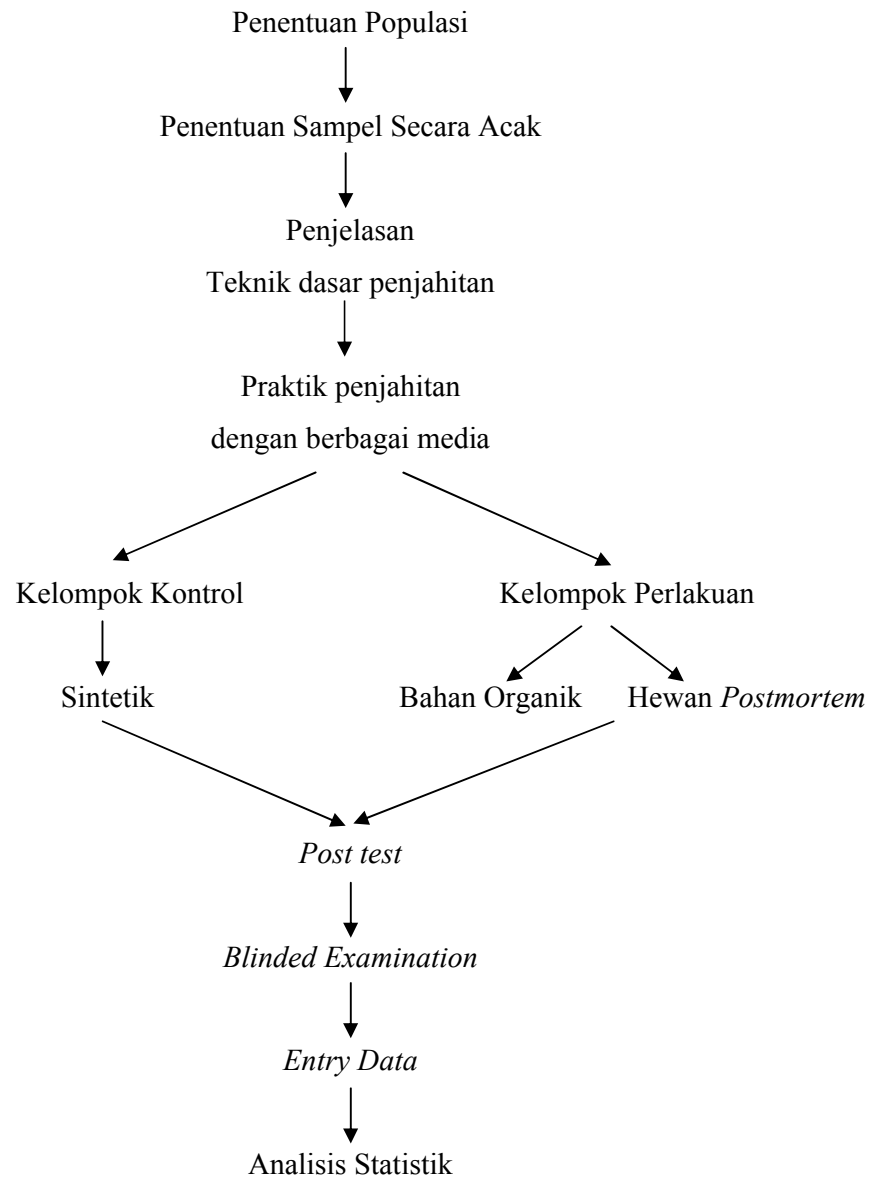 Penentuan Populasi
Penentuan Sampel Secara Acak
Penjelasan
Teknik dasar penjahitan
Praktik penjahitan
dengan berbagai media
Kelompok Kontrol
Kelompok Perlakuan
Sintetik
Bahan Organik
Hewan Postmortem
Post test
Blinded Examination
Entry Data
Analisis Statistik